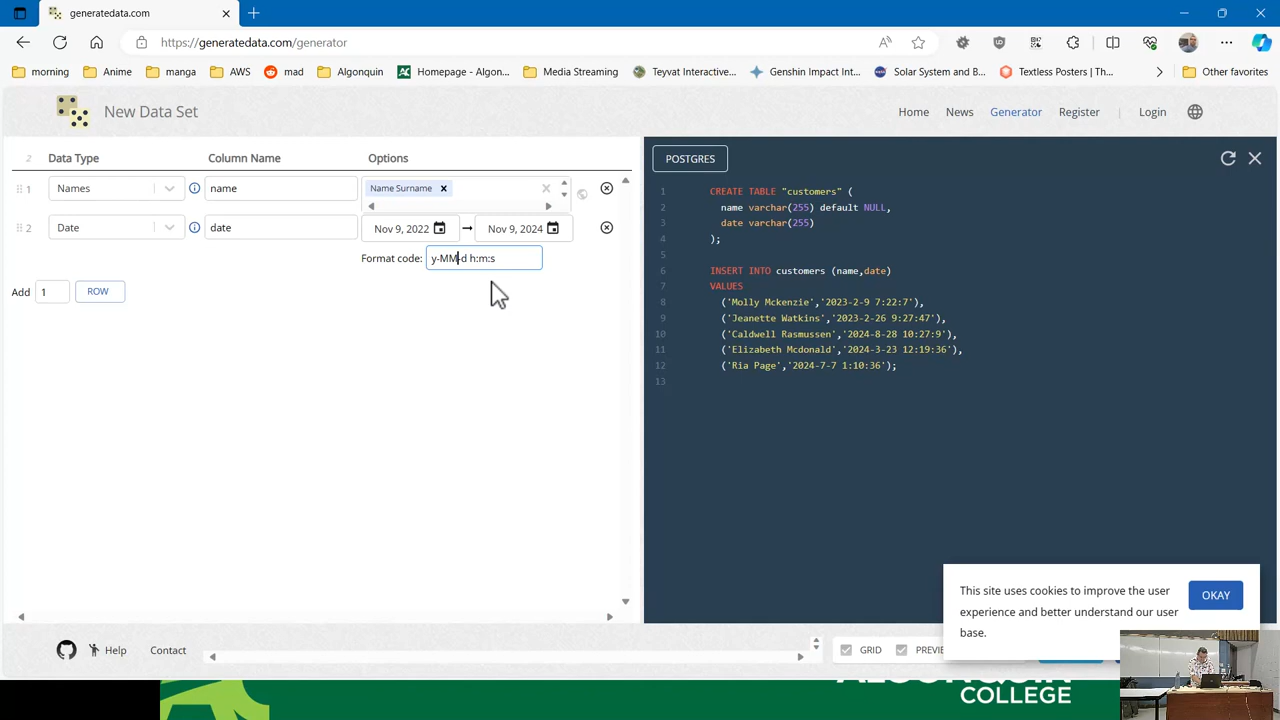 generatedata.com
https://generatedata.com/generator
morning
Anime
manga
AWS
mad
Algonquin
Homepage - Algon...
Media Streaming
Teyvat Interactive...
Genshin Impact Int...
Solar System and B...
Textless Posters | Th...
Other favorites
New Data Set
Home
News
Generator
Register
Login
2 Data Type Column Name Options
1 Names name Name Surname
2 Date date Nov 9, 2022 Nov 9, 2024
Format code: y-MM-d h:m:s
Add 1 ROW
POSTGRES
1 CREATE TABLE "customers" (
2 name varchar(255) default NULL,
3 date varchar(255)
4 );
5
6 INSERT INTO customers (name,date)
7 VALUES
8 ('Molly Mckenzie','2023-2-9 7:22:7'),
9 ('Jeanette Watkins','2023-2-26 9:27:47'),
10 ('Caldwell Rasmussen','2024-8-28 10:27:9'),
11 ('Elizabeth Mcdonald','2024-3-23 12:19:36'),
12 ('Ria Page','2024-7-7 1:10:36');
13
This site uses cookies to improve the user
experience and better understand our user
base.
OKAY
Help
Contact
GRID
PREVIE
ALGONQUIN
COLLEGE